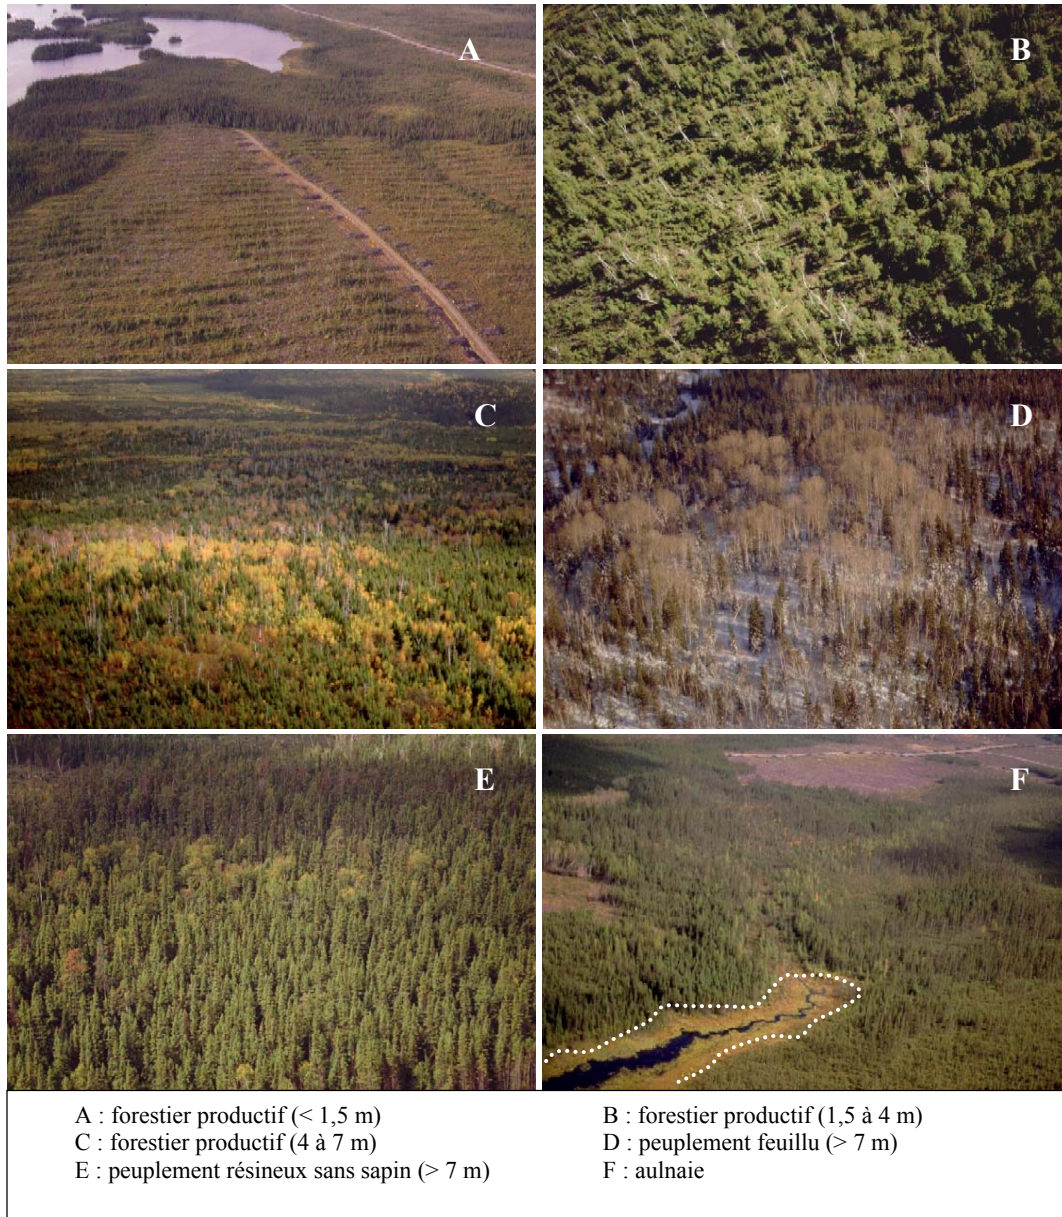 A
B
C
D
E
F
A : forestier productif (< 1,5 m)
B : forestier productif (1,5 à 4 m)
C : forestier productif (4 à 7 m)
D : peuplement feuillu (> 7 m)
E : peuplement résineux sans sapin (> 7 m)
F : aulnaie